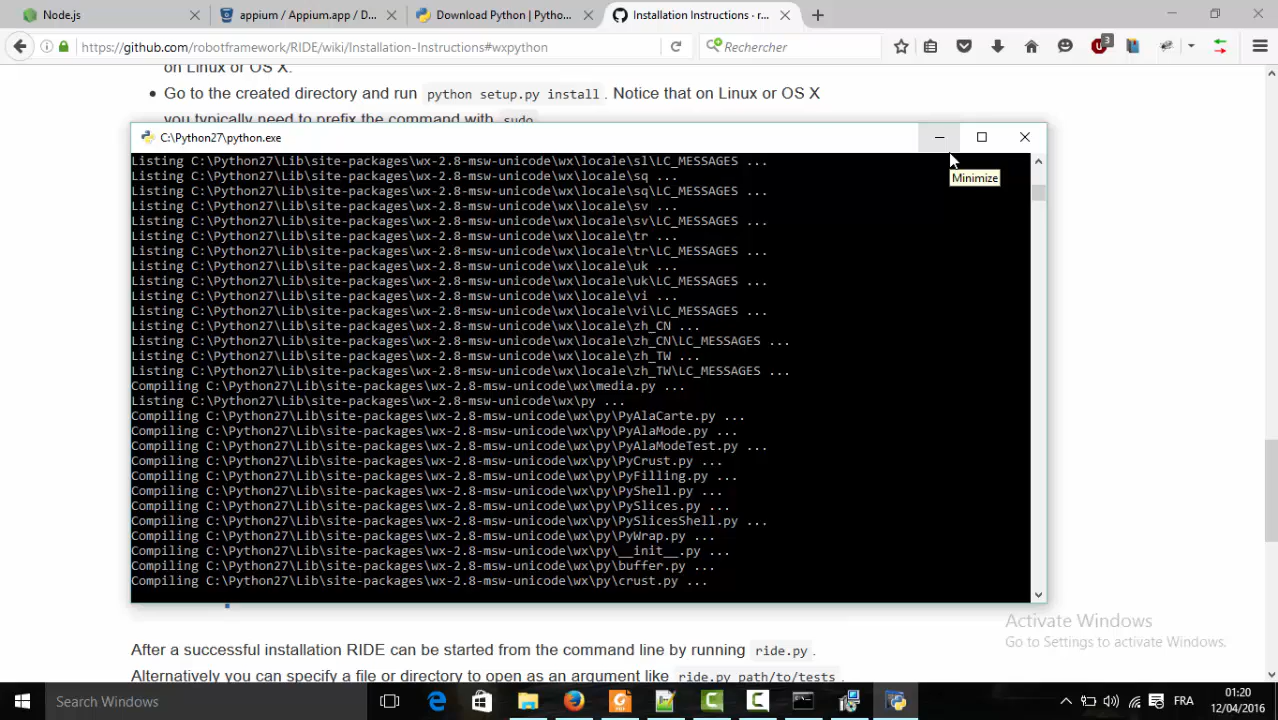 Node.js
appium / Appium.app / D...
Download Python | Pytho...
Installation Instructions · r...
https://github.com/robotframework/RIDE/wiki/Installation-Instructions#wxpython
Rechercher
3
on Linux or OS X.
Go to the created directory and run python setup.py install. Notice that on Linux or OS X
you typically need to prefix the command with sudo
C:\Python27\python.exe
Minimize
Listing C:\Python27\Lib\site-packages\wx-2.8-msw-unicode\wx\locale\sl\LC_MESSAGES ...
Listing C:\Python27\Lib\site-packages\wx-2.8-msw-unicode\wx\locale\sq ...
Listing C:\Python27\Lib\site-packages\wx-2.8-msw-unicode\wx\locale\sq\LC_MESSAGES ...
Listing C:\Python27\Lib\site-packages\wx-2.8-msw-unicode\wx\locale\sv ...
Listing C:\Python27\Lib\site-packages\wx-2.8-msw-unicode\wx\locale\sv\LC_MESSAGES ...
Listing C:\Python27\Lib\site-packages\wx-2.8-msw-unicode\wx\locale\tr ...
Listing C:\Python27\Lib\site-packages\wx-2.8-msw-unicode\wx\locale\tr\LC_MESSAGES ...
Listing C:\Python27\Lib\site-packages\wx-2.8-msw-unicode\wx\locale\uk ...
Listing C:\Python27\Lib\site-packages\wx-2.8-msw-unicode\wx\locale\uk\LC_MESSAGES ...
Listing C:\Python27\Lib\site-packages\wx-2.8-msw-unicode\wx\locale\vi ...
Listing C:\Python27\Lib\site-packages\wx-2.8-msw-unicode\wx\locale\vi\LC_MESSAGES ...
Listing C:\Python27\Lib\site-packages\wx-2.8-msw-unicode\wx\locale\zh_CN ...
Listing C:\Python27\Lib\site-packages\wx-2.8-msw-unicode\wx\locale\zh_CN\LC_MESSAGES ...
Listing C:\Python27\Lib\site-packages\wx-2.8-msw-unicode\wx\locale\zh_TW ...
Listing C:\Python27\Lib\site-packages\wx-2.8-msw-unicode\wx\locale\zh_TW\LC_MESSAGES ...
Compiling C:\Python27\Lib\site-packages\wx-2.8-msw-unicode\wx\media.py ...
Listing C:\Python27\Lib\site-packages\wx-2.8-msw-unicode\wx\py ...
Compiling C:\Python27\Lib\site-packages\wx-2.8-msw-unicode\wx\py\PyAlaCarte.py ...
Compiling C:\Python27\Lib\site-packages\wx-2.8-msw-unicode\wx\py\PyAlaMode.py ...
Compiling C:\Python27\Lib\site-packages\wx-2.8-msw-unicode\wx\py\PyAlaModeTest.py ...
Compiling C:\Python27\Lib\site-packages\wx-2.8-msw-unicode\wx\py\PyCrust.py ...
Compiling C:\Python27\Lib\site-packages\wx-2.8-msw-unicode\wx\py\PyFilling.py ...
Compiling C:\Python27\Lib\site-packages\wx-2.8-msw-unicode\wx\py\PyShell.py ...
Compiling C:\Python27\Lib\site-packages\wx-2.8-msw-unicode\wx\py\PySlices.py ...
Compiling C:\Python27\Lib\site-packages\wx-2.8-msw-unicode\wx\py\PySlicesShell.py ...
Compiling C:\Python27\Lib\site-packages\wx-2.8-msw-unicode\wx\py\PyWrap.py ...
Compiling C:\Python27\Lib\site-packages\wx-2.8-msw-unicode\wx\py\__init__.py ...
Compiling C:\Python27\Lib\site-packages\wx-2.8-msw-unicode\wx\py\buffer.py ...
Compiling C:\Python27\Lib\site-packages\wx-2.8-msw-unicode\wx\py\crust.py ...
Activate Windows
Go to Settings to activate Windows.
After a successful installation RIDE can be started from the command line by running ride.py.
Alternatively you can specify a file or directory to open as an argument like ride.py path/to/tests.
Search Windows
FRA
01:20
12/04/2016